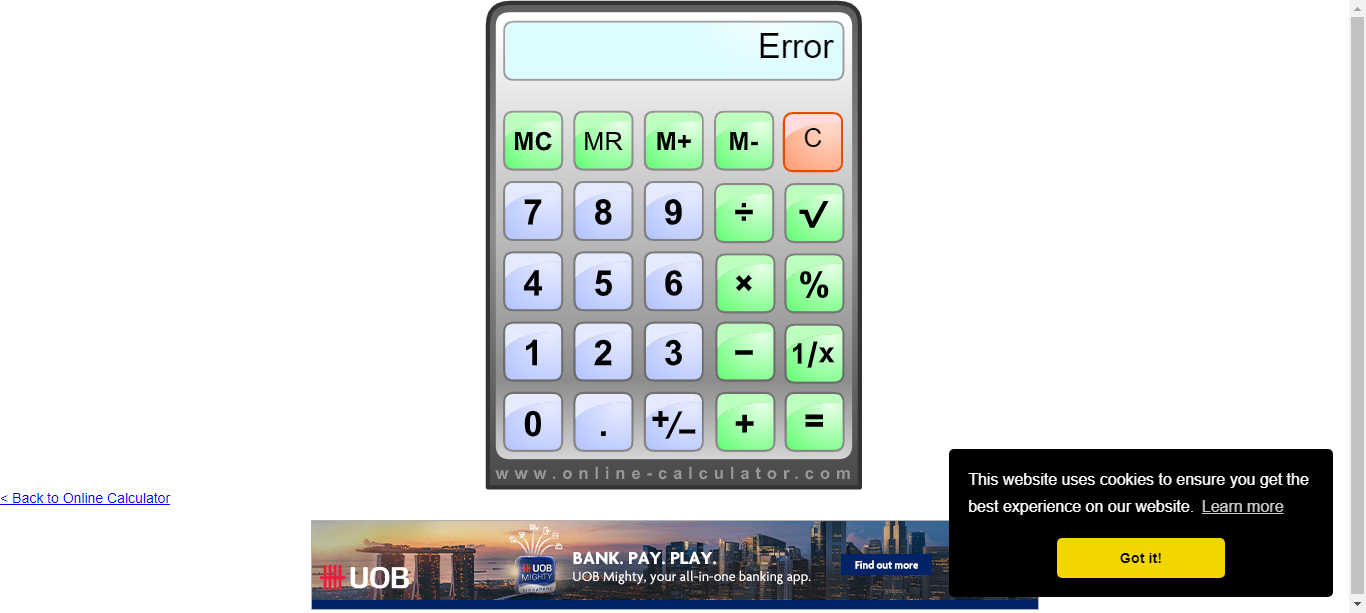 Error
MC MR M+ M- C
7 8 9 ÷ √
4 5 6 × %
1 2 3 − 1/x
0 . +/− + =
www.online-calculator.com
< Back to Online Calculator
This website uses cookies to ensure you get the
best experience on our website. Learn more
Got it!
UOB
UOB
MIGHTY
SINGAPORE
BANK. PAY. PLAY.
UOB Mighty, your all-in-one banking app.
Find out more